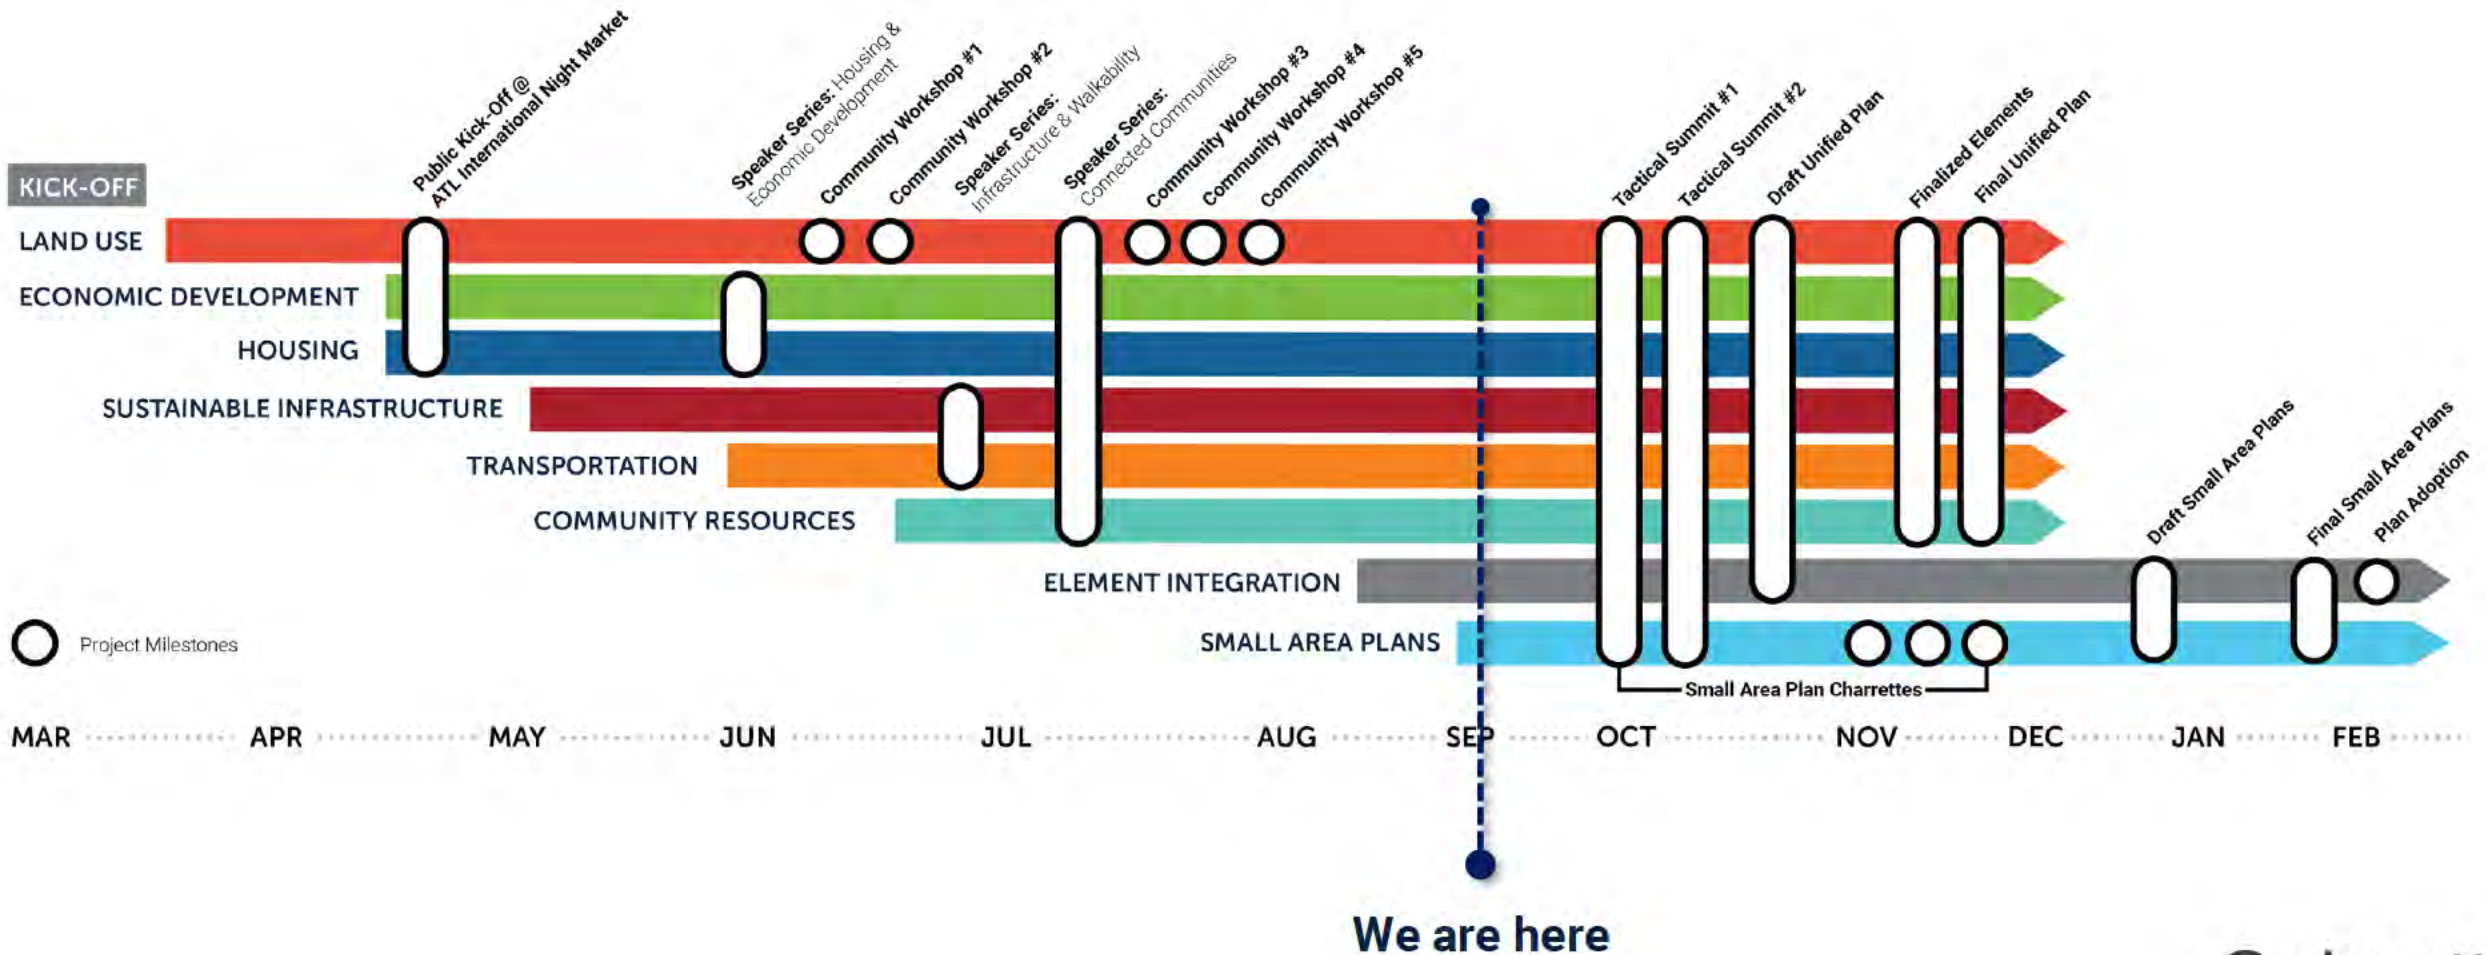 Public Kick-Off @
ATL International Night Market
Speaker Series: Housing &
Economic Development
Community Workshop #1
Community Workshop #2
Speaker Series:
Infrastructure & Walkability
Speaker Series:
Connected Communities
Community Workshop #3
Community Workshop #4
Community Workshop #5
Tactical Summit #1
Tactical Summit #2
Draft Unified Plan
Finalized Elements
Final Unified Plan
KICK-OFF
LAND USE
ECONOMIC DEVELOPMENT
HOUSING
SUSTAINABLE INFRASTRUCTURE
TRANSPORTATION
COMMUNITY RESOURCES
Draft Small Area Plans
Final Small Area Plans
Plan Adoption
ELEMENT INTEGRATION
SMALL AREA PLANS
Project Milestones
Small Area Plan Charrettes
MAR APR MAY JUN JUL AUG SEP OCT NOV DEC JAN FEB
We are here